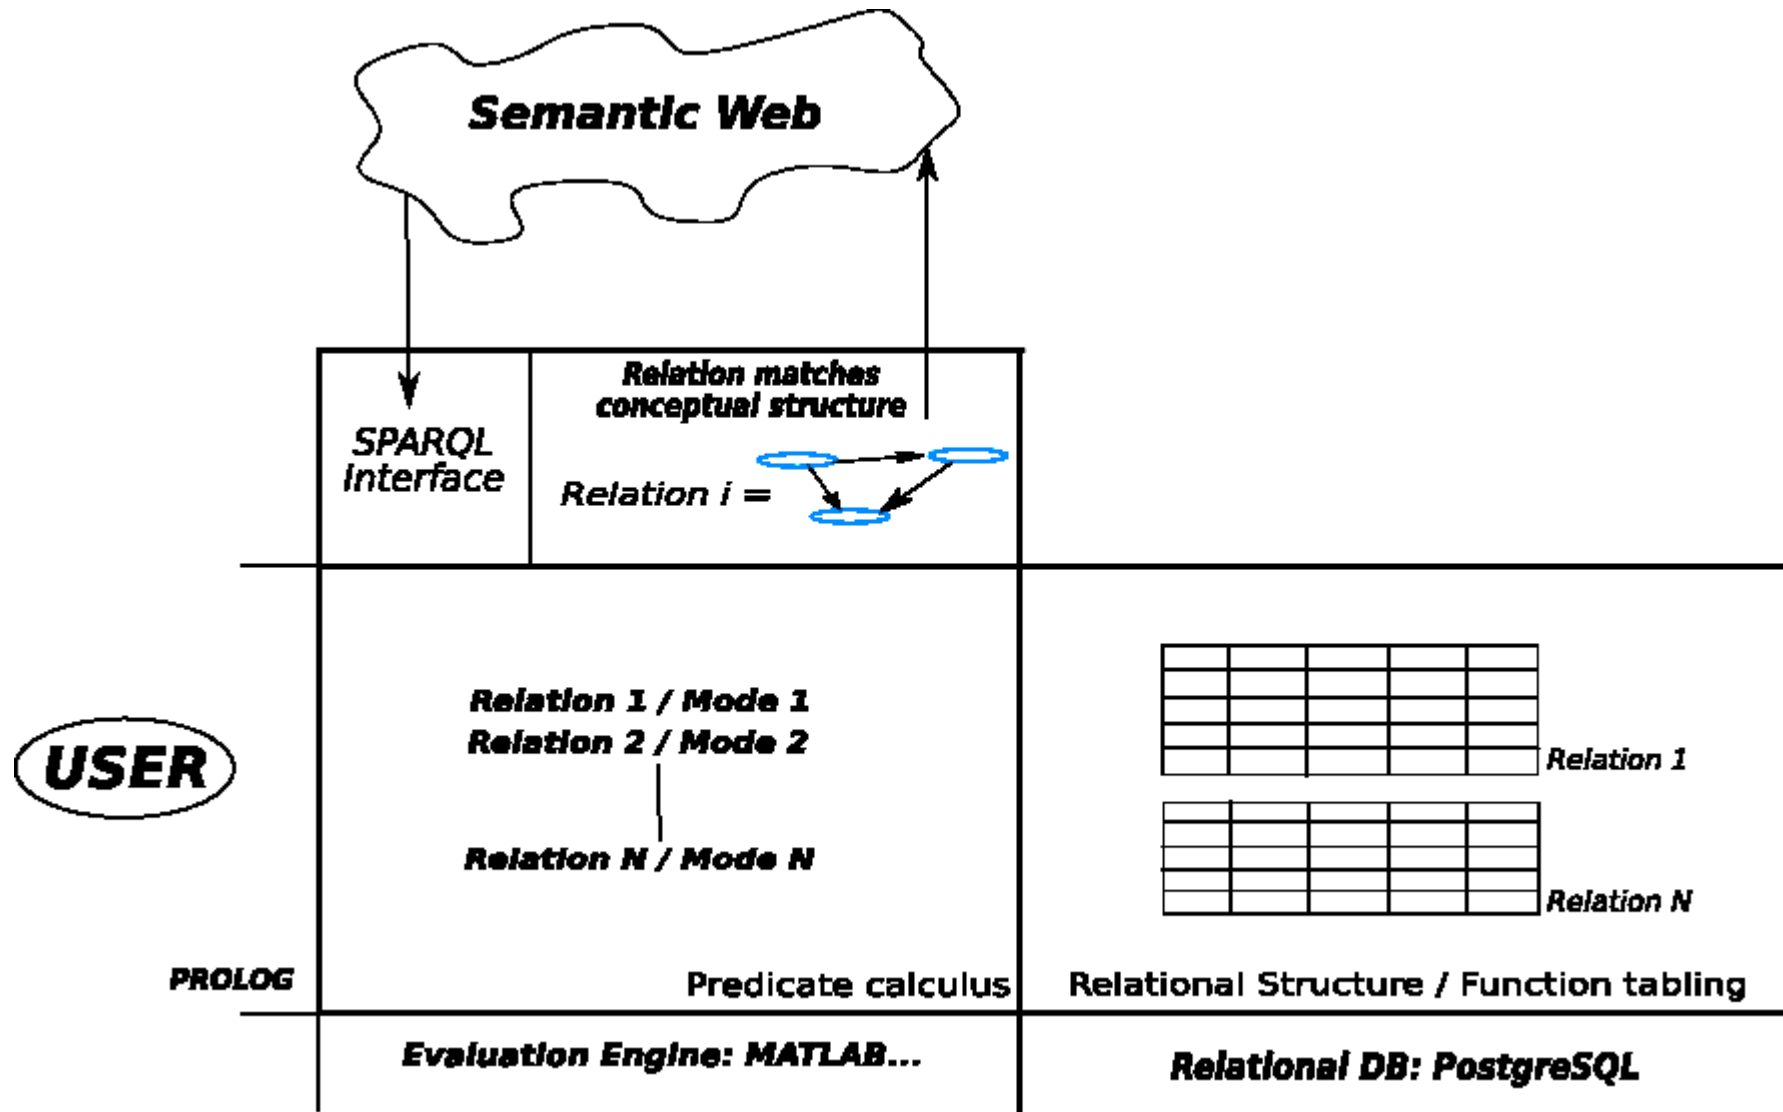 Semantic Web
Relation matches
conceptual structure
SPARQL
Interface
Relation i =
Relation 1 / Mode 1
Relation 2 / Mode 2
Relation N / Mode N
USER
Relation 1
Relation N
PROLOG
Predicate calculus
Relational Structure / Function tabling
Evaluation Engine: MATLAB...
Relational DB: PostgreSQL